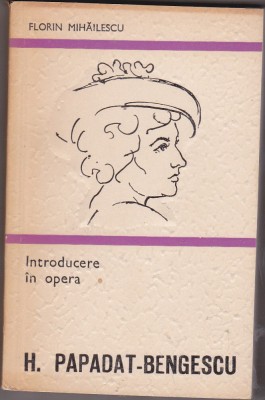 FLORIN MIHĂILESCU
Introducere
în opera
H. PAPADAT-BENGESCU